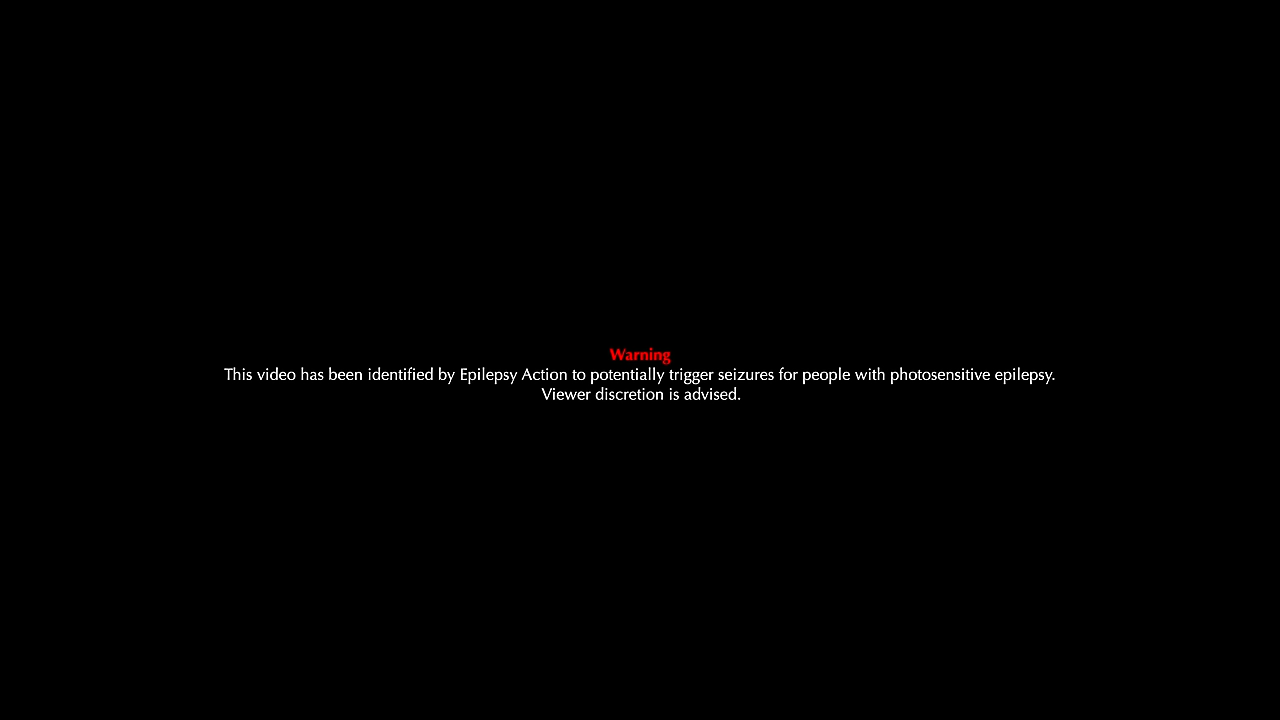 Warning
This video has been identified by Epilepsy Action to potentially trigger seizures for people with photosensitive epilepsy.
Viewer discretion is advised.